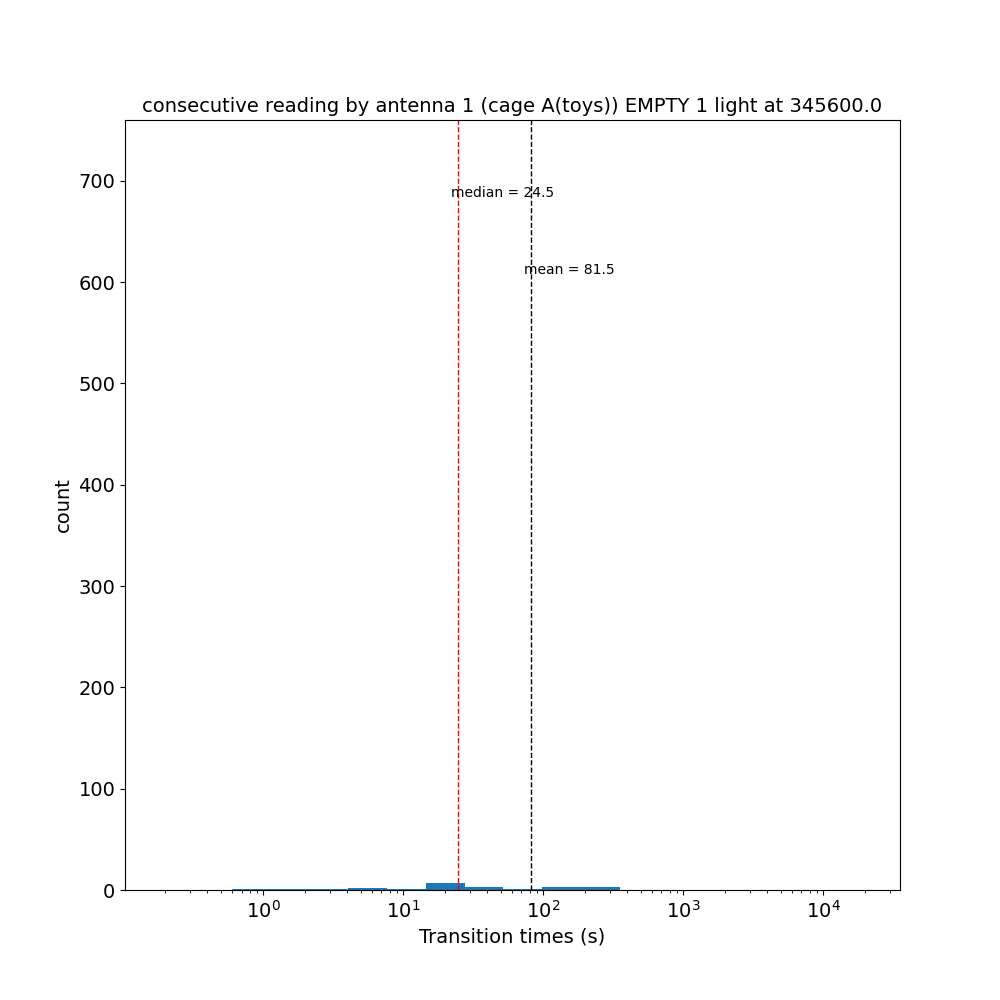 consecutive reading by antenna 1 (cage A(toys)) EMPTY 1 light at 345600.0
700
median = 24.5
mean = 81.5
600
500
400
count
300
200
100
0
10⁰ 10¹ 10² 10³ 10⁴
Transition times (s)